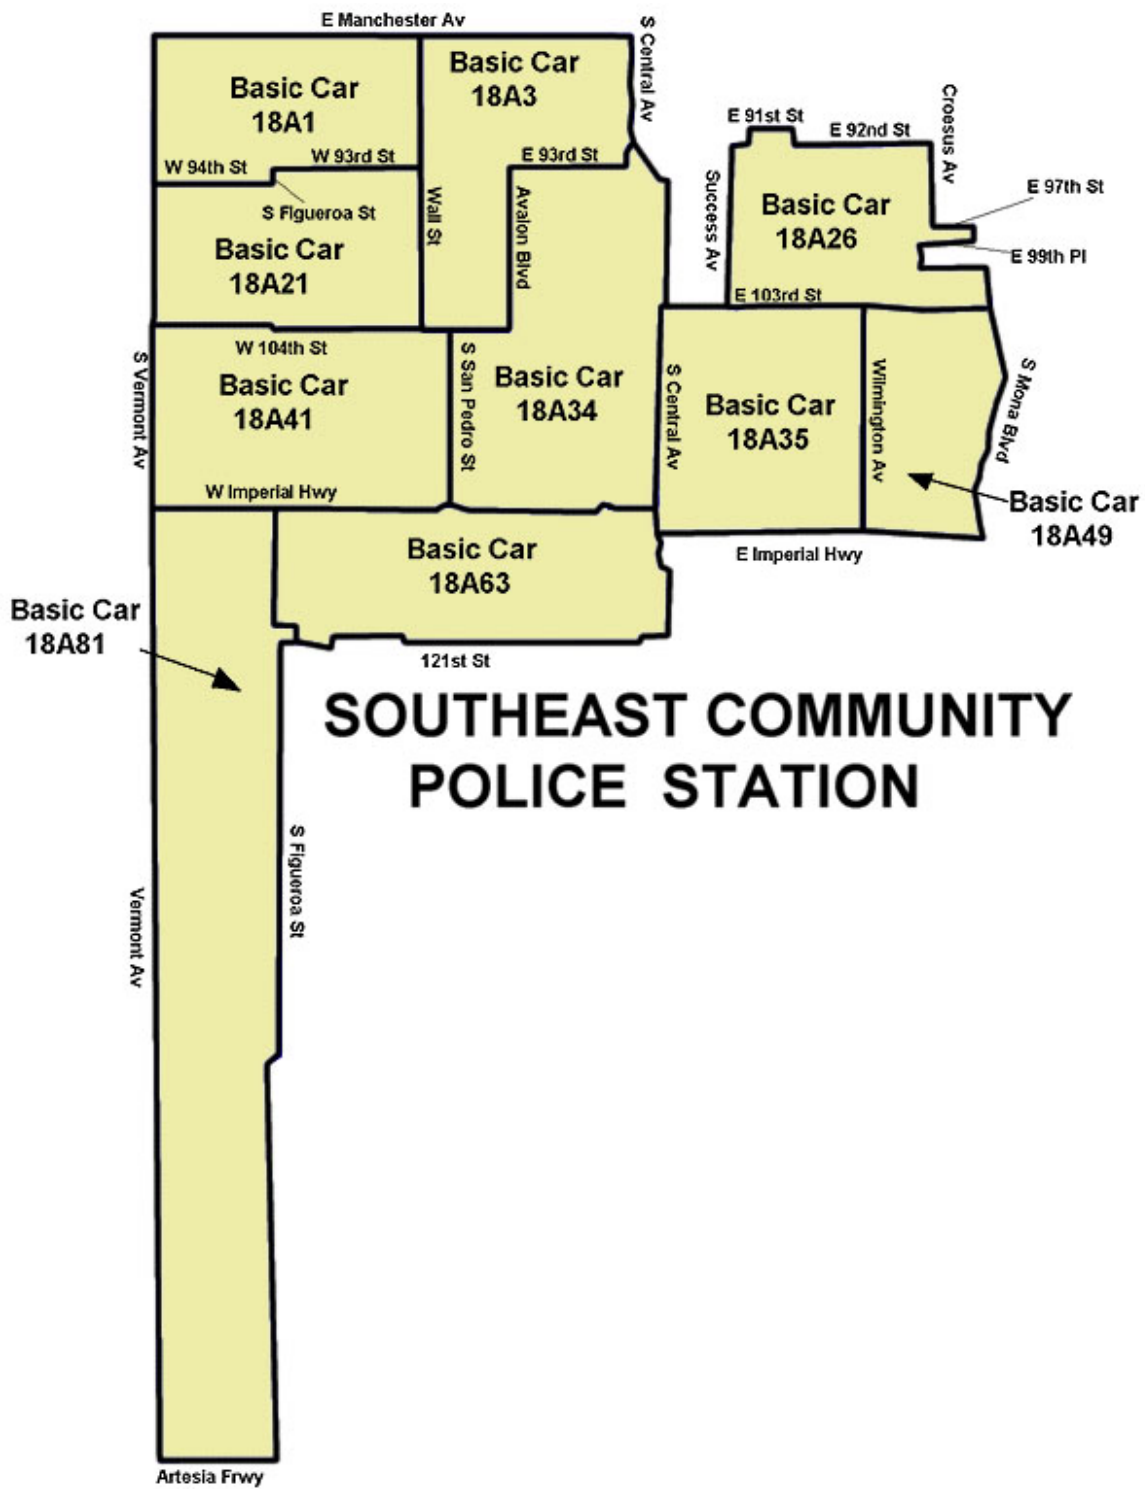 E Manchester Av
S Central Av
Basic Car
18A1
Basic Car
18A3
E 91st St
E 92nd St
Croesus Av
W 94th St
W 93rd St
E 93rd St
S Figueroa St
Wall St
Avalon Blvd
Success Av
Basic Car
18A26
E 97th St
E 99th Pl
Basic Car
18A21
E 103rd St
W 104th St
S Vermont Av
Basic Car
18A41
S San Pedro St
Basic Car
18A34
S Central Av
Basic Car
18A35
Wilmington Av
S Mona Blvd
W Imperial Hwy
Basic Car
18A49
Basic Car
18A63
E Imperial Hwy
Basic Car
18A81
121st St
SOUTHEAST COMMUNITY
POLICE STATION
S Figueroa St
Vermont Av
Artesia Frwy